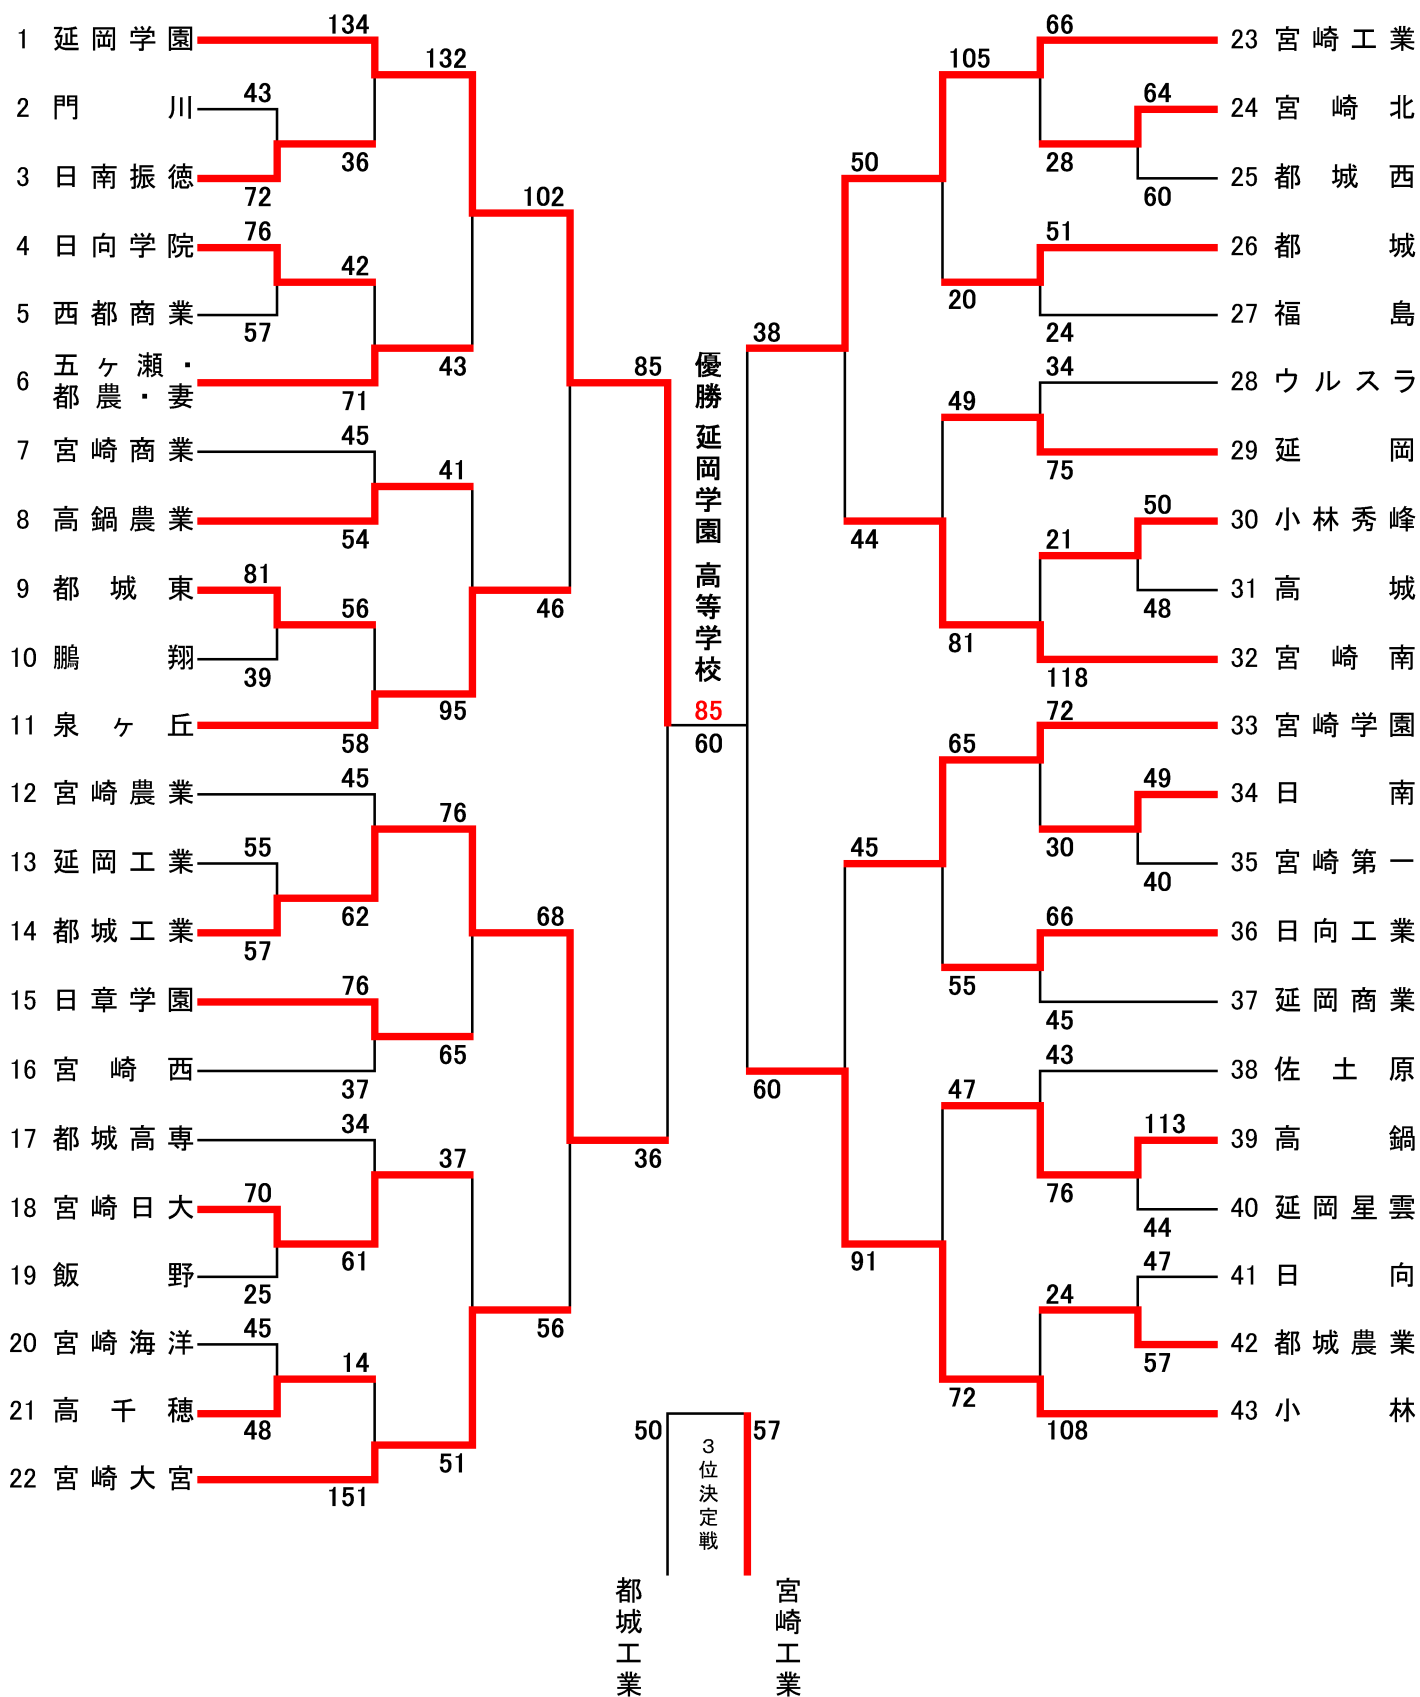 1 延岡学園
2 門川
3 日南振徳
4 日向学院
5 西都商業
6 五ヶ瀬・
都農・妻
7 宮崎商業
8 高鍋農業
9 都城東
10 鵬翔
11 泉ヶ丘
12 宮崎農業
13 延岡工業
14 都城工業
15 日章学園
16 宮崎西
17 都城高専
18 宮崎日大
19 飯野
20 宮崎海洋
21 高千穂
22 宮崎大宮
134
43
72
76
57
71
45
54
81
39
58
45
55
57
76
37
34
70
25
45
48
151
36
42
56
62
61
14
132
43
41
95
76
65
37
51
102
46
68
56
85
36
優勝 延岡学園 高等学校
85
60
38
60
50
44
45
91
105
20
49
81
65
55
47
72
66
28
51
24
34
75
21
118
72
30
66
45
43
76
24
108
64
60
50
48
49
40
113
44
47
57
23 宮崎工業
24 宮崎北
25 都城西
26 都城
27 福島
28 ウルスラ
29 延岡
30 小林秀峰
31 高城
32 宮崎南
33 宮崎学園
34 日南
35 宮崎第一
36 日向工業
37 延岡商業
38 佐土原
39 高鍋
40 延岡星雲
41 日向
42 都城農業
43 小林
50
57
3位決定戦
都城工業
宮崎工業